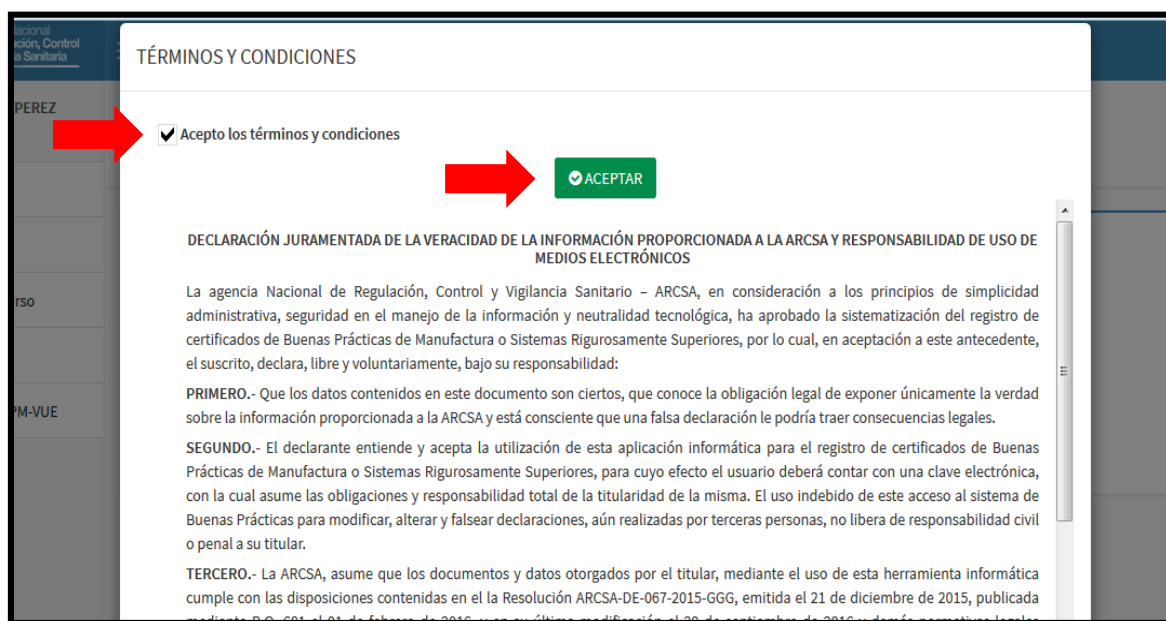 acional
ción, Control
a Sanitaria
PEREZ
rso
PM-VUE
TÉRMINOS Y CONDICIONES
Acepto los términos y condiciones
ACEPTAR
DECLARACIÓN JURAMENTADA DE LA VERACIDAD DE LA INFORMACIÓN PROPORCIONADA A LA ARCSA Y RESPONSABILIDAD DE USO DE
MEDIOS ELECTRÓNICOS
La agencia Nacional de Regulación, Control y Vigilancia Sanitario – ARCSA, en consideración a los principios de simplicidad
administrativa, seguridad en el manejo de la información y neutralidad tecnológica, ha aprobado la sistematización del registro de
certificados de Buenas Prácticas de Manufactura o Sistemas Rigurosamente Superiores, por lo cual, en aceptación a este antecedente,
el suscrito, declara, libre y voluntariamente, bajo su responsabilidad:
PRIMERO.- Que los datos contenidos en este documento son ciertos, que conoce la obligación legal de exponer únicamente la verdad
sobre la información proporcionada a la ARCSA y está consciente que una falsa declaración le podría traer consecuencias legales.
SEGUNDO.- El declarante entiende y acepta la utilización de esta aplicación informática para el registro de certificados de Buenas
Prácticas de Manufactura o Sistemas Rigurosamente Superiores, para cuyo efecto el usuario deberá contar con una clave electrónica,
con la cual asume las obligaciones y responsabilidad total de la titularidad de la misma. El uso indebido de este acceso al sistema de
Buenas Prácticas para modificar, alterar y falsear declaraciones, aún realizadas por terceras personas, no libera de responsabilidad civil
o penal a su titular.
TERCERO.- La ARCSA, asume que los documentos y datos otorgados por el titular, mediante el uso de esta herramienta informática
cumple con las disposiciones contenidas en el la Resolución ARCSA-DE-067-2015-GGG, emitida el 21 de diciembre de 2015, publicada